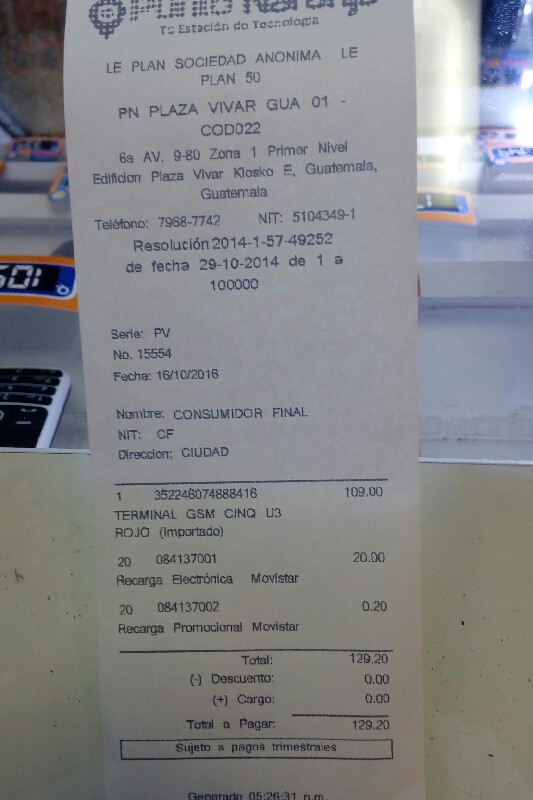 Punto Naranja
Tu Estación de Tecnología
LE PLAN SOCIEDAD ANONIMA LE
PLAN 50
PN PLAZA VIVAR GUA 01 -
COD022
6a AV. 9-80 Zona 1 Primer Nivel
Edificion Plaza Vivar Kiosko E, Guatemala,
Guatemala
Teléfono: 7968-7742 NIT: 5104349-1
Resolución 2014-1-57-49252
de fecha 29-10-2014 de 1 a
100000
Serie: PV
No. 15554
Fecha: 16/10/2016
Nombre: CONSUMIDOR FINAL
NIT: CF
Direccion: CIUDAD
1 352246074888416 109.00
TERMINAL GSM CINQ U3
ROJO (Importado)
20 084137001 20.00
Recarga Electrónica Movistar
20 084137002 0.20
Recarga Promocional Movistar
Total: 129.20
(-) Descuento: 0.00
(+) Cargo: 0.00
Total a Pagar: 129.20
Sujeto a pagos trimestrales
Generado 05:26:31 p.m.